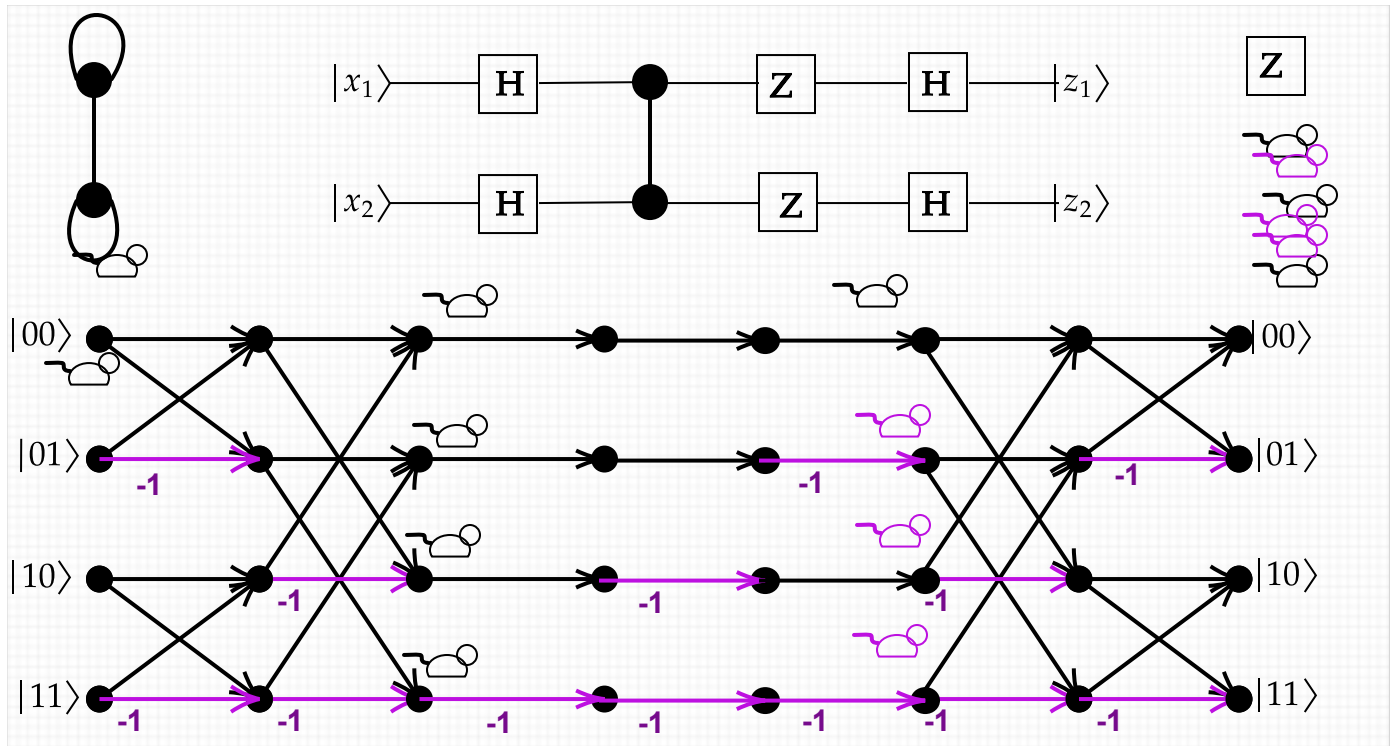 |x₁⟩ H Z H |z₁⟩ Z
|x₂⟩ H Z H |z₂⟩
|00⟩ |00⟩
|01⟩ |01⟩
-1 -1 -1
|10⟩ |10⟩
-1 -1 -1
|11⟩ |11⟩
-1 -1 -1 -1 -1 -1 -1